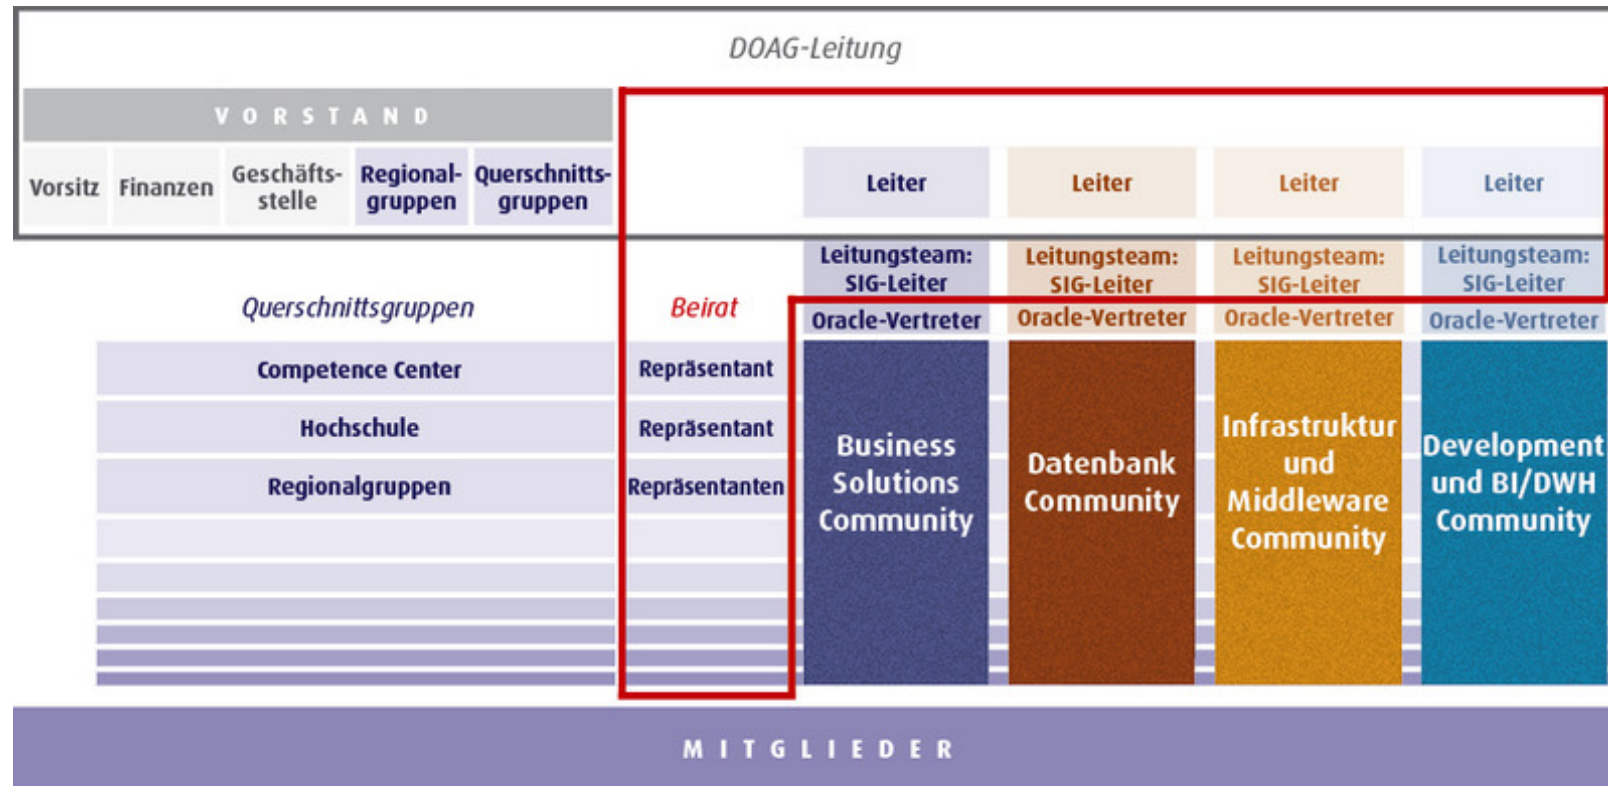 DOAG-Leitung
VORSTAND
Vorsitz
Finanzen
Geschäfts-
stelle
Regional-
gruppen
Querschnitts-
gruppen
Leiter
Leiter
Leiter
Leiter
Leitungsteam:
SIG-Leiter
Leitungsteam:
SIG-Leiter
Leitungsteam:
SIG-Leiter
Leitungsteam:
SIG-Leiter
Querschnittsgruppen
Beirat
Oracle-Vertreter
Oracle-Vertreter
Oracle-Vertreter
Oracle-Vertreter
Competence Center
Repräsentant
Hochschule
Repräsentant
Regionalgruppen
Repräsentanten
Business
Solutions
Community
Datenbank
Community
Infrastruktur
und
Middleware
Community
Development
und BI/DWH
Community
MITGLIEDER